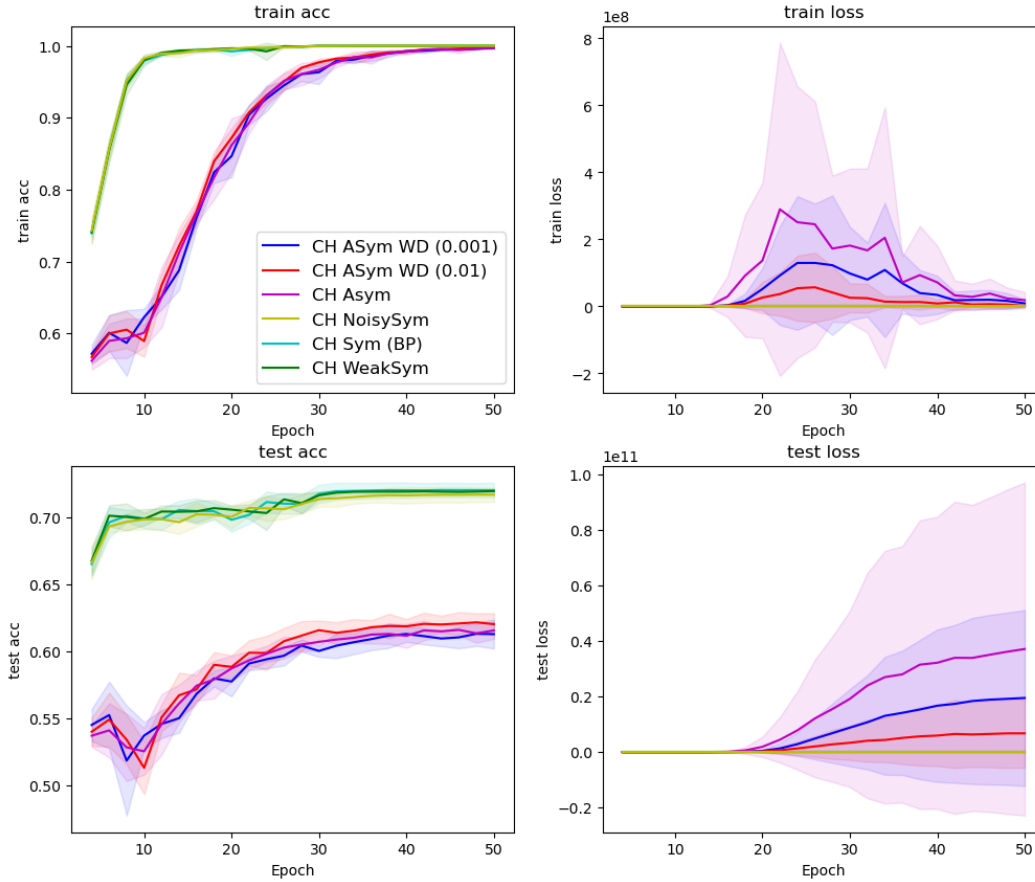 train acc
train acc
1.0
0.9
0.8
0.7
0.6
10
20
30
40
50
Epoch
CH ASym WD (0.001)
CH ASym WD (0.01)
CH Asym
CH NoisySym
CH Sym (BP)
CH WeakSym
train loss
1e8
train loss
8
6
4
2
0
−2
10
20
30
40
50
Epoch
test acc
test acc
0.70
0.65
0.60
0.55
0.50
10
20
30
40
50
Epoch
test loss
1e11
test loss
1.0
0.8
0.6
0.4
0.2
0.0
−0.2
10
20
30
40
50
Epoch